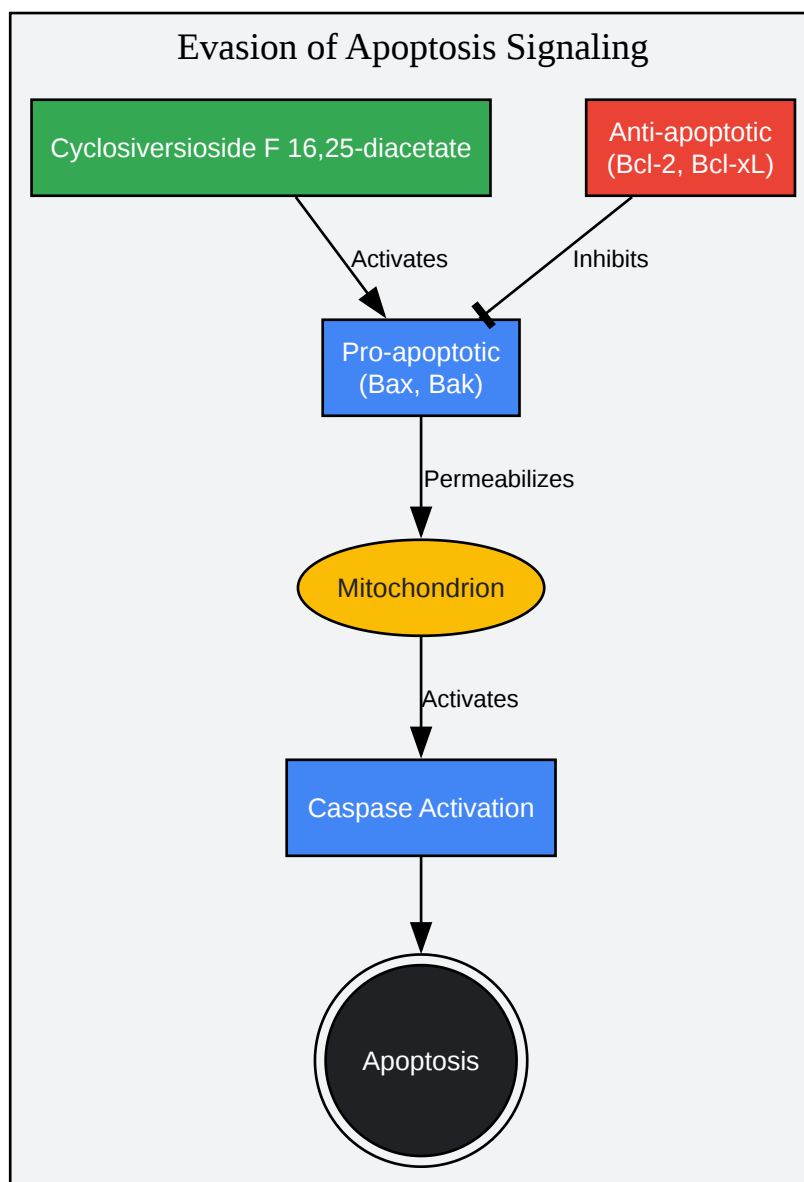 Evasion of Apoptosis Signaling
Cyclosiversioside F 16,25-diacetate
Anti-apoptotic
(Bcl-2, Bcl-xL)
Activates
Inhibits
Pro-apoptotic
(Bax, Bak)
Permeabilizes
Mitochondrion
Activates
Caspase Activation
Apoptosis